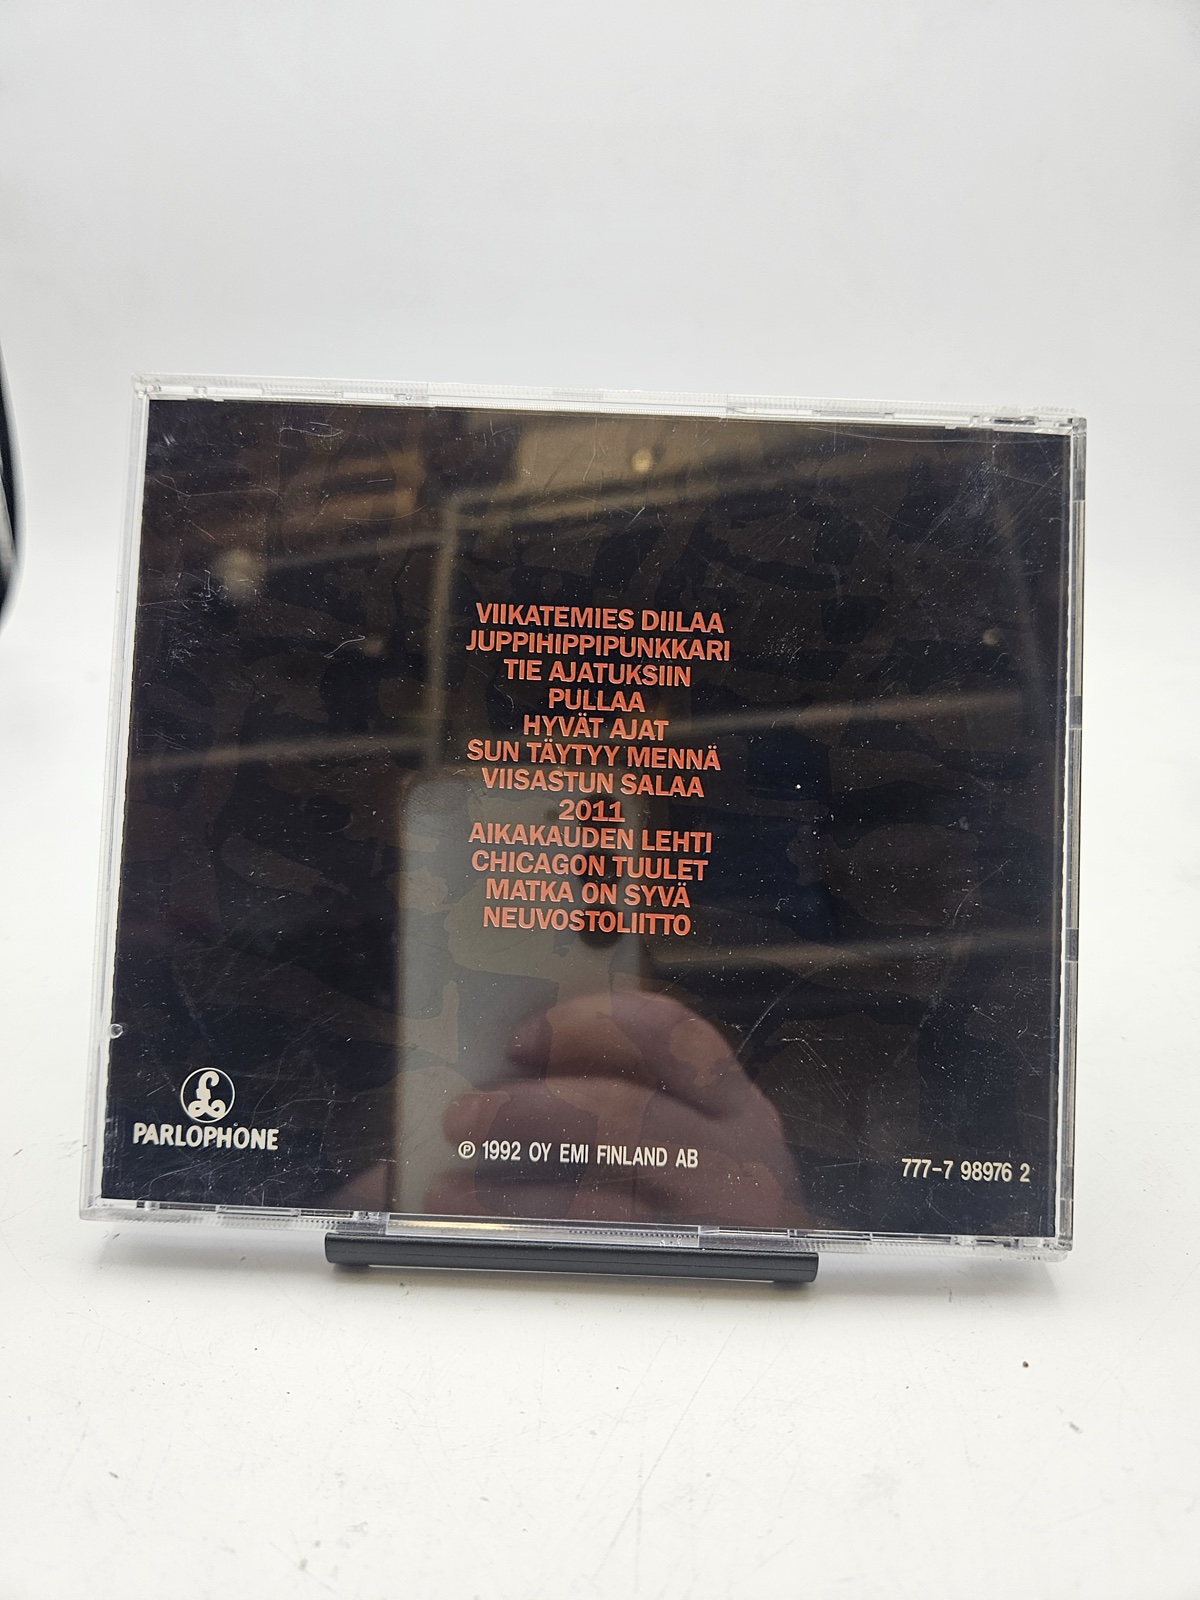 VIIKATEMIES DIILAA
JUPPIHIPPIPUNKKARI
TIE AJATUKSIIN
PULLAA
HYVÄT AJAT
SUN TÄYTYY MENNÄ
VIISASTUN SALAA
2011
AIKAKAUDEN LEHTI
CHICAGON TUULET
MATKA ON SYVÄ
NEUVOSTOLIITTO
£
PARLOPHONE
℗ 1992 OY EMI FINLAND AB
777-7 98976 2